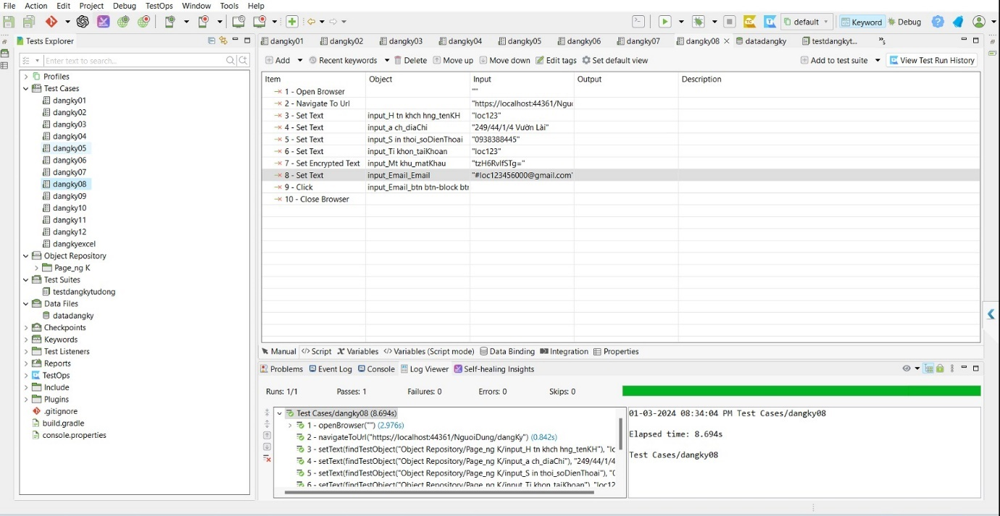 File Action Edit Project Debug TestOps Window Tools Help
default Keyword Debug
Tests Explorer
Enter text to search...
Profiles
Test Cases
dangky01
dangky02
dangky03
dangky04
dangky05
dangky06
dangky07
dangky08
dangky09
dangky10
dangky11
dangky12
dangkyexcel
Object Repository
Page_ng K
Test Suites
testdangkytudong
Data Files
datadangky
Checkpoints
Keywords
Test Listeners
Reports
TestOps
Include
Plugins
.gitignore
build.gradle
console.properties
dangky01 dangky02 dangky03 dangky04 dangky05 dangky06 dangky07 dangky08 datadangky testdangkyt... 5
Add Recent keywords Delete Move up Move down Edit tags Set default view Add to test suite View Test Run History
Item Object Input Output Description
1 - Open Browser ""
2 - Navigate To Url "https://localhost:44361/Nguo
3 - Set Text input_H tn khch hng_tenKH "loc123"
4 - Set Text input_a ch_diaChi "249/44/1/4 Vườn Lài"
5 - Set Text input_S in thoi_soDienThoai "0938388445"
6 - Set Text input_Ti khon_taiKhoan "loc123"
7 - Set Encrypted Text input_Mt khu_matKhau "tzH6RvlfSTg="
8 - Set Text input_Email_Email "#loc123456000@gmail.com"
9 - Click input_Email_btn btn-block btn
10 - Close Browser
Manual Script Variables Variables (Script mode) Data Binding Integration Properties
Problems Event Log Console Log Viewer Self-healing Insights
Runs: 1/1 Passes: 1 Failures: 0 Errors: 0 Skips: 0
Test Cases/dangky08 (8.694s)
1 - openBrowser("") (2.976s)
2 - navigateToUrl("https://localhost:44361/NguoiDung/dangKy") (0.842s)
3 - setText(findTestObject("Object Repository/Page_ng K/input_H tn khch hng_tenKH"), "lc
4 - setText(findTestObject("Object Repository/Page_ng K/input_a ch_diaChi"), "249/44/1/4
5 - setText(findTestObject("Object Repository/Page_ng K/input_S in thoi_soDienThoai"), "0
6 - setText(findTestObject("Object Repository/Page_ng K/input_Ti khon_taiKhoan"), "loc12
01-03-2024 08:34:04 PM Test Cases/dangky08
Elapsed time: 8.694s
Test Cases/dangky08